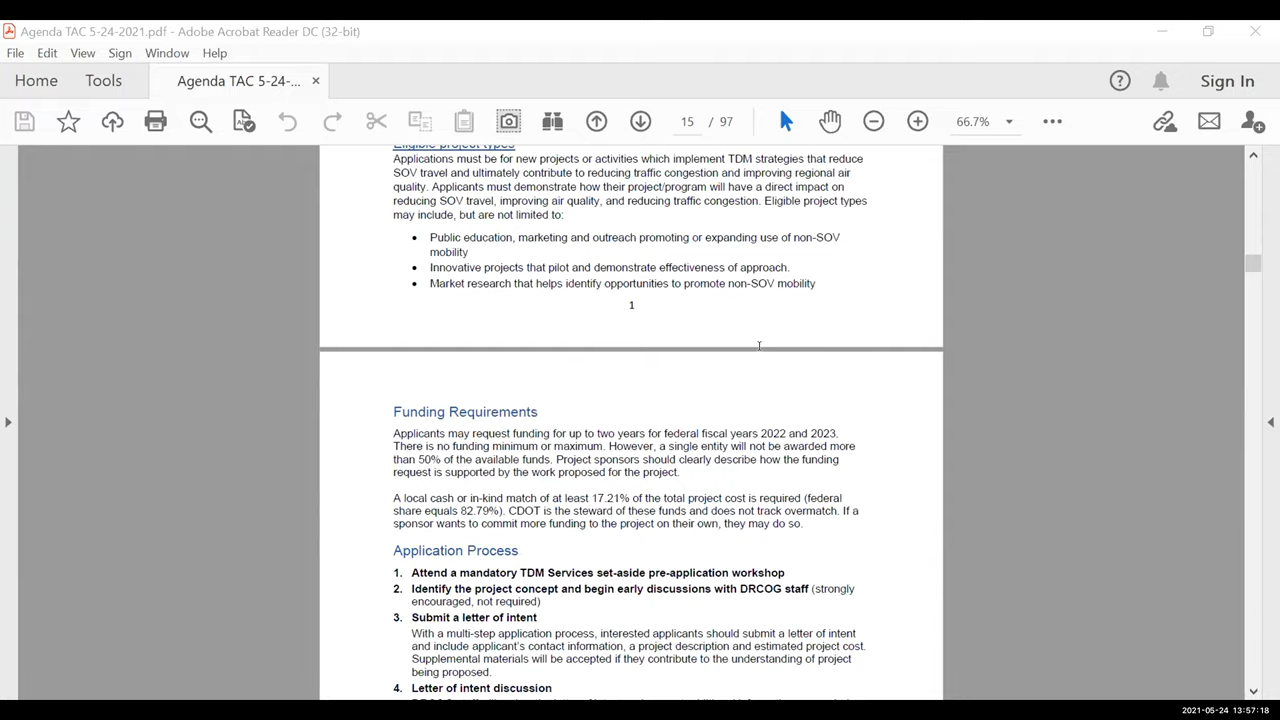 Agenda TAC 5-24-2021.pdf - Adobe Acrobat Reader DC (32-bit)
File Edit View Sign Window Help
Home Tools Agenda TAC 5-24-... × Sign In
15 / 97 66.7%
Eligible project types
Applications must be for new projects or activities which implement TDM strategies that reduce
SOV travel and ultimately contribute to reducing traffic congestion and improving regional air
quality. Applicants must demonstrate how their project/program will have a direct impact on
reducing SOV travel, improving air quality, and reducing traffic congestion. Eligible project types
may include, but are not limited to:
• Public education, marketing and outreach promoting or expanding use of non-SOV
mobility
• Innovative projects that pilot and demonstrate effectiveness of approach.
• Market research that helps identify opportunities to promote non-SOV mobility
1
Funding Requirements
Applicants may request funding for up to two years for federal fiscal years 2022 and 2023.
There is no funding minimum or maximum. However, a single entity will not be awarded more
than 50% of the available funds. Project sponsors should clearly describe how the funding
request is supported by the work proposed for the project.
A local cash or in-kind match of at least 17.21% of the total project cost is required (federal
share equals 82.79%). CDOT is the steward of these funds and does not track overmatch. If a
sponsor wants to commit more funding to the project on their own, they may do so.
Application Process
1. Attend a mandatory TDM Services set-aside pre-application workshop
2. Identify the project concept and begin early discussions with DRCOG staff (strongly
encouraged, not required)
3. Submit a letter of intent
With a multi-step application process, interested applicants should submit a letter of intent
and include applicant's contact information, a project description and estimated project cost.
Supplemental materials will be accepted if they contribute to the understanding of project
being proposed.
4. Letter of intent discussion
2021-05-24 13:57:18